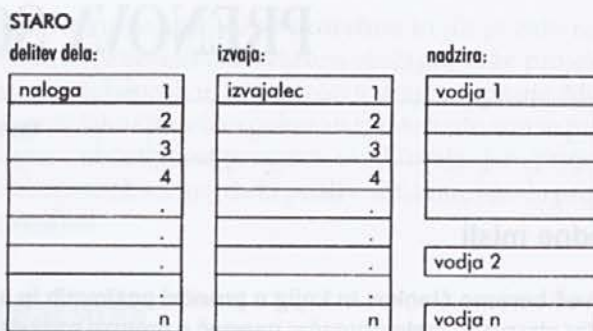 STARO
delitev dela: izvaja: nadzira:
naloga 1 izvajalec 1 vodja 1
2 2
3 3
4 4
. .
. . vodja 2
n n vodja n